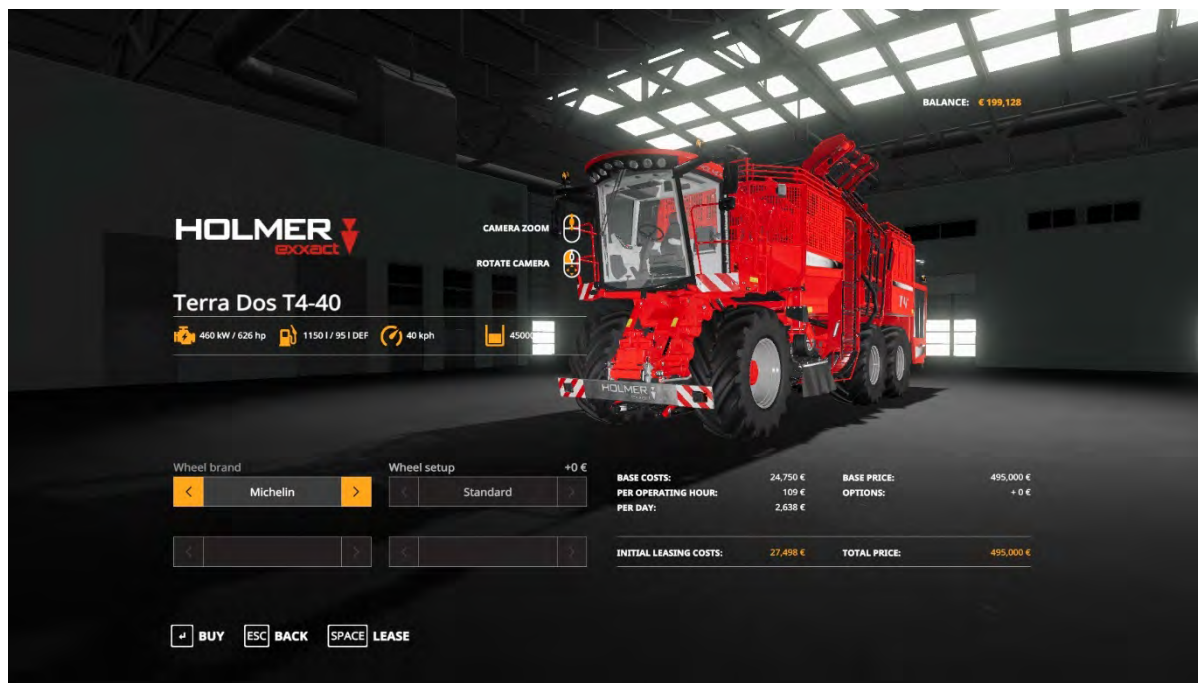 BALANCE: € 199,128
HOLMER
exxact
CAMERA ZOOM
ROTATE CAMERA
Terra Dos T4-40
460 kW / 626 hp 1150 l / 95 l DEF 40 kph 45000
T4
HOLMER
Wheel brand Wheel setup +0 €
< Michelin > < Standard >
BASE COSTS: 24,750 € BASE PRICE: 495,000 €
PER OPERATING HOUR: 109 € OPTIONS: + 0 €
PER DAY: 2,638 €
INITIAL LEASING COSTS: 27,498 € TOTAL PRICE: 495,000 €
↵ BUY ESC BACK SPACE LEASE